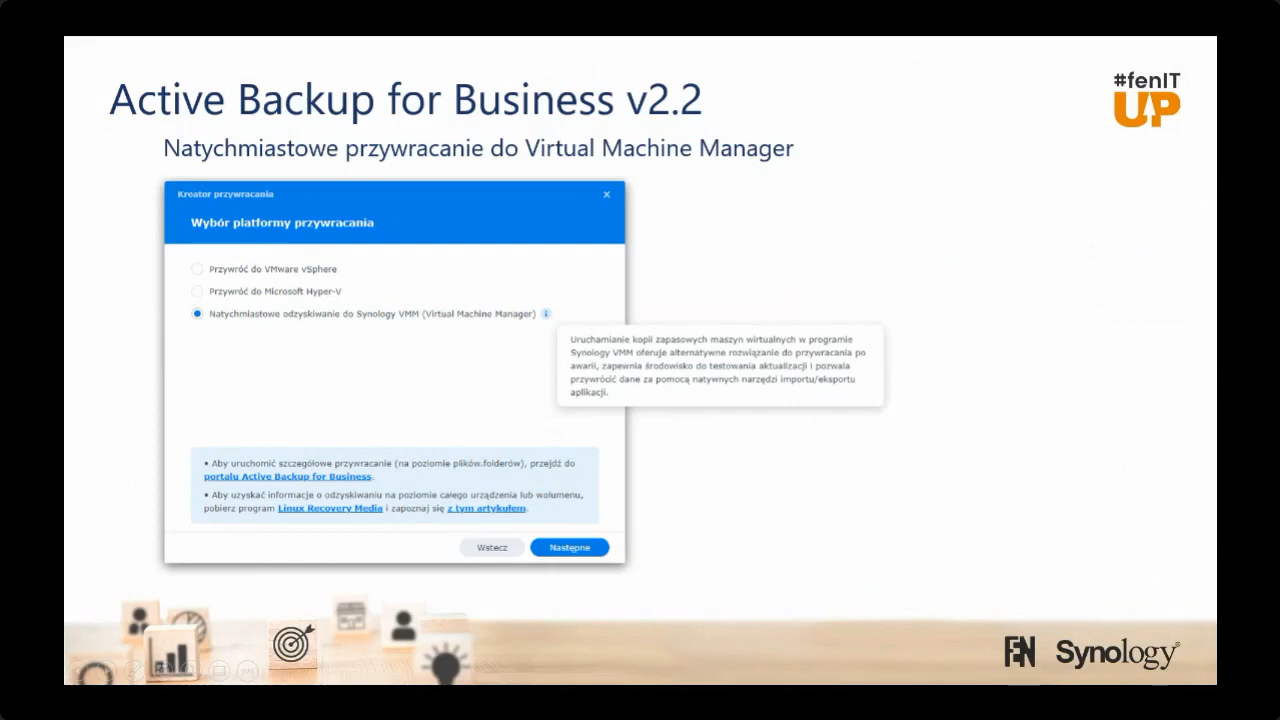 Active Backup for Business v2.2
#fenIT
UP
Natychmiastowe przywracanie do Virtual Machine Manager
Kreator przywracania
Wybór platformy przywracania
Przywróć do VMware vSphere
Przywróć do Microsoft Hyper-V
Natychmiastowe odzyskiwanie do Synology VMM (Virtual Machine Manager)
Uruchamianie kopii zapasowych maszyn wirtualnych w programie
Synology VMM oferuje alternatywne rozwiązanie do przywracania po
awarii, zapewnia środowisko do testowania aktualizacji i pozwala
przywrócić dane za pomocą natywnych narzędzi importu/eksportu
aplikacji.
• Aby uruchomić szczegółowe przywracanie (na poziomie plików.folderów), przejdź do
portalu Active Backup for Business.
• Aby uzyskać informacje o odzyskiwaniu na poziomie całego urządzenia lub wolumenu,
pobierz program Linux Recovery Media i zapoznaj się z tym artykułem.
Wstecz
Następne
FEN
Synology®